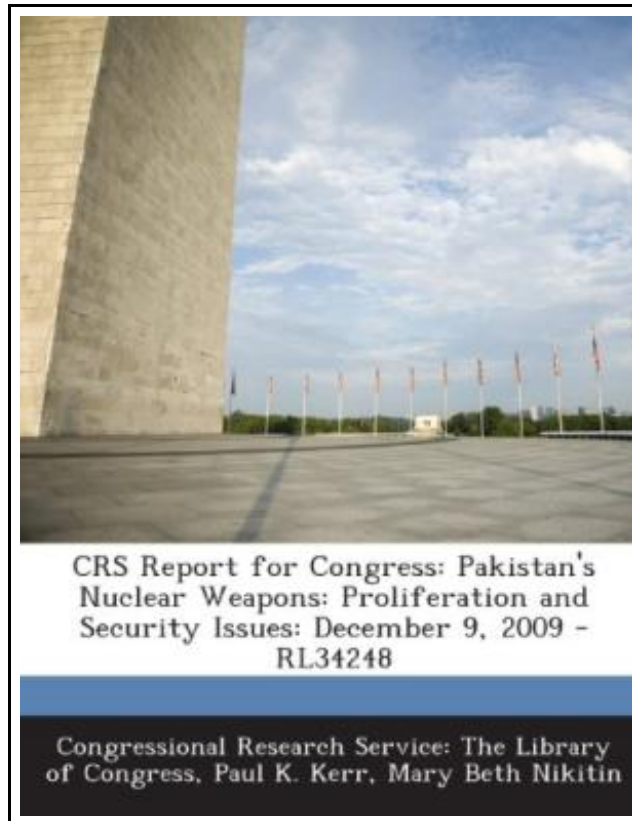 CRS Report for Congress: Pakistan's
Nuclear Weapons: Proliferation and
Security Issues: December 9, 2009 –
RL34248
Congressional Research Service: The Library
of Congress, Paul K. Kerr, Mary Beth Nikitin